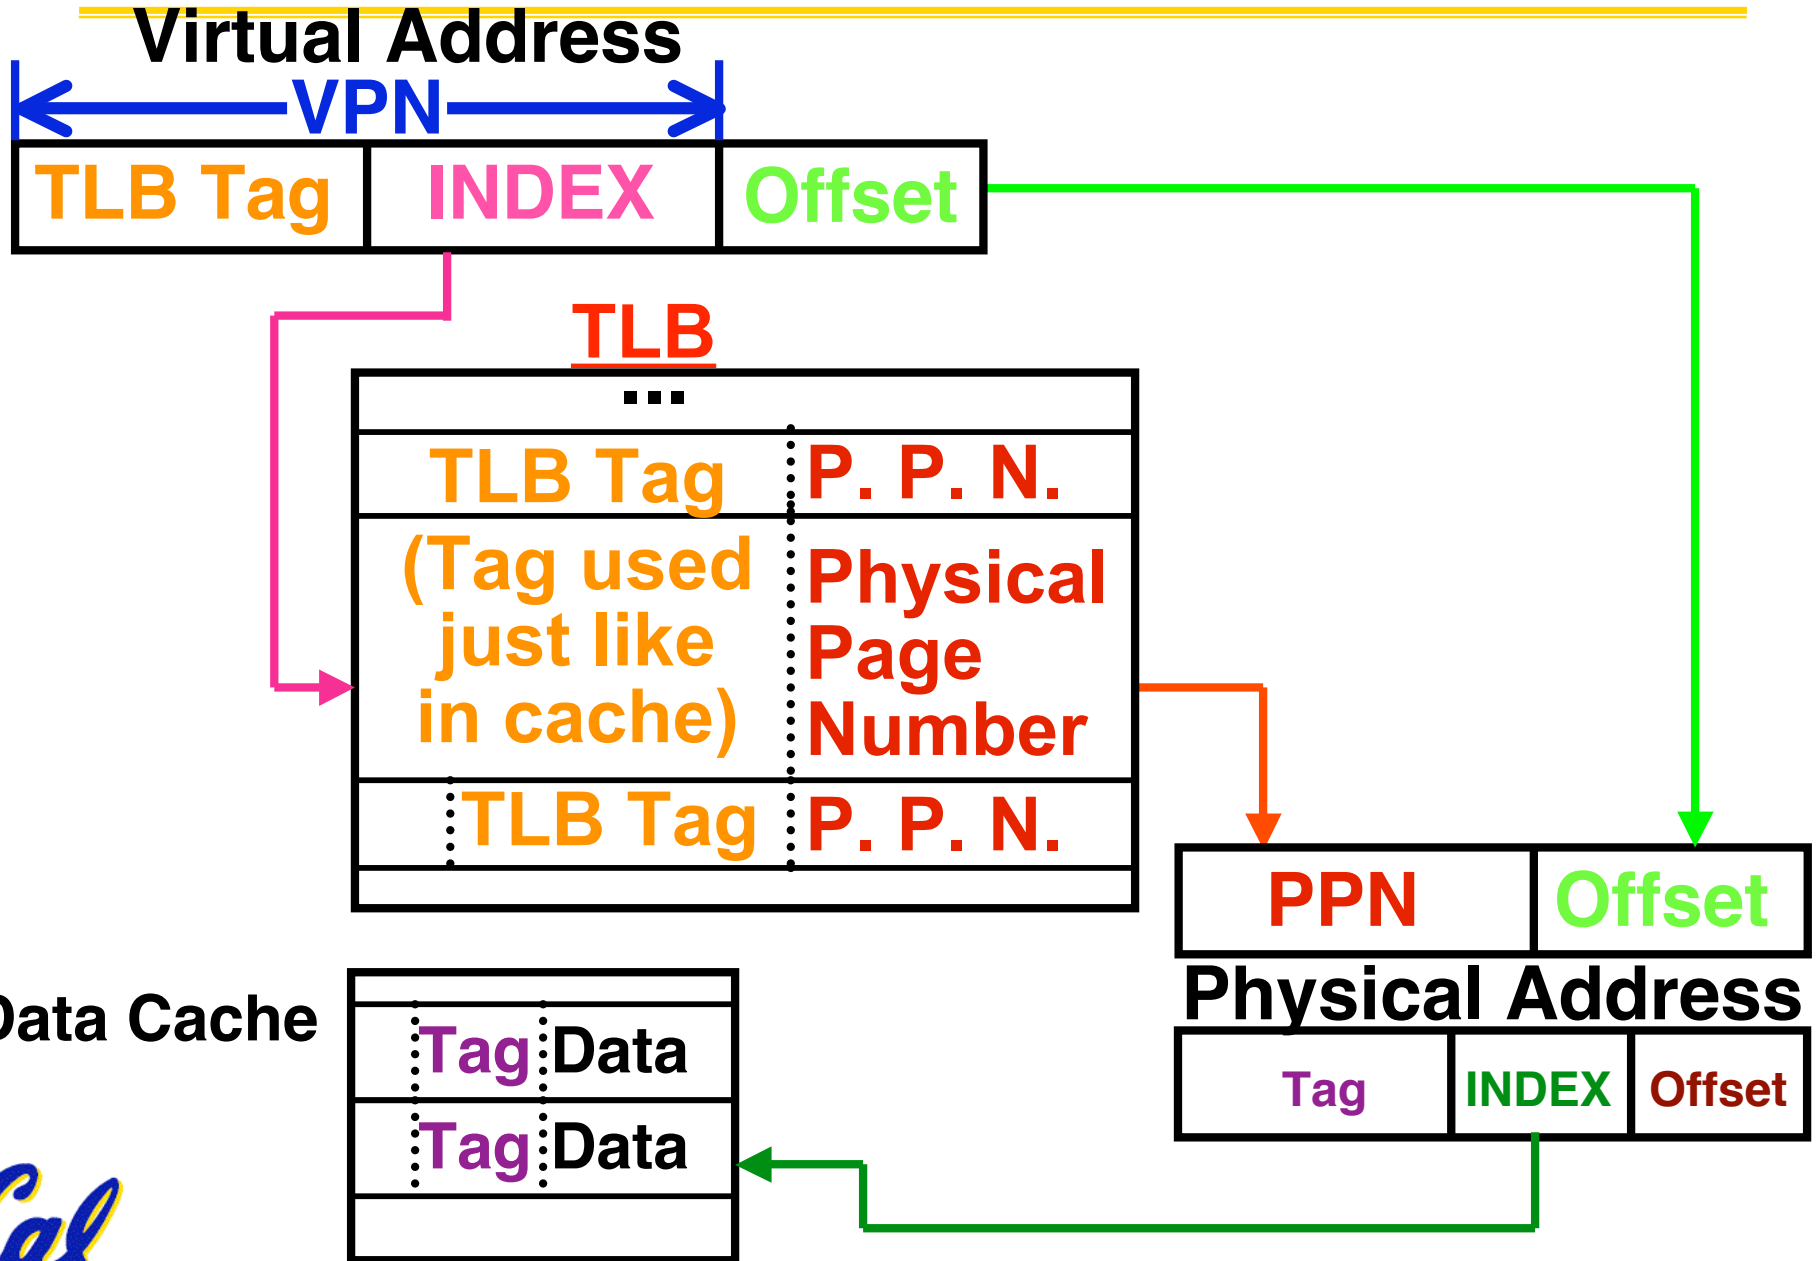 Virtual Address
VPN
TLB Tag INDEX Offset
TLB
...
TLB Tag P. P. N.
(Tag used
just like
in cache)
Physical
Page
Number
TLB Tag P. P. N.
PPN Offset
Physical Address
Tag INDEX Offset
Data Cache
Tag Data
Tag Data
Cal